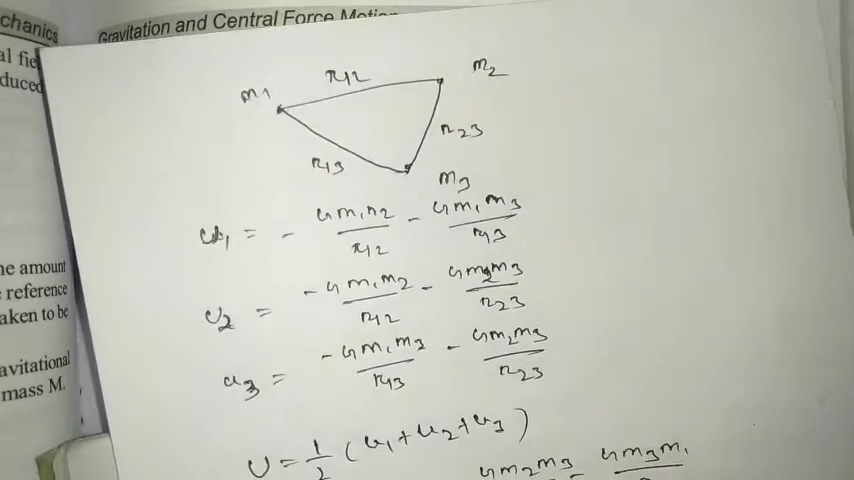 chanics
Gravitation and Central Force Motion
al fie
duced
m1 r12 m2
r13 r23
m3
u1 = - Gm1m2/r12 - Gm1m3/r13
u2 = -Gm1m2/r12 - Gm2m3/r23
u3 = -Gm1m3/r13 - Gm2m3/r23
U = 1/2 (u1 + u2 + u3)
Gm2m3 - Gm3m1
he amount
reference
aken to be
avitational
mass M.